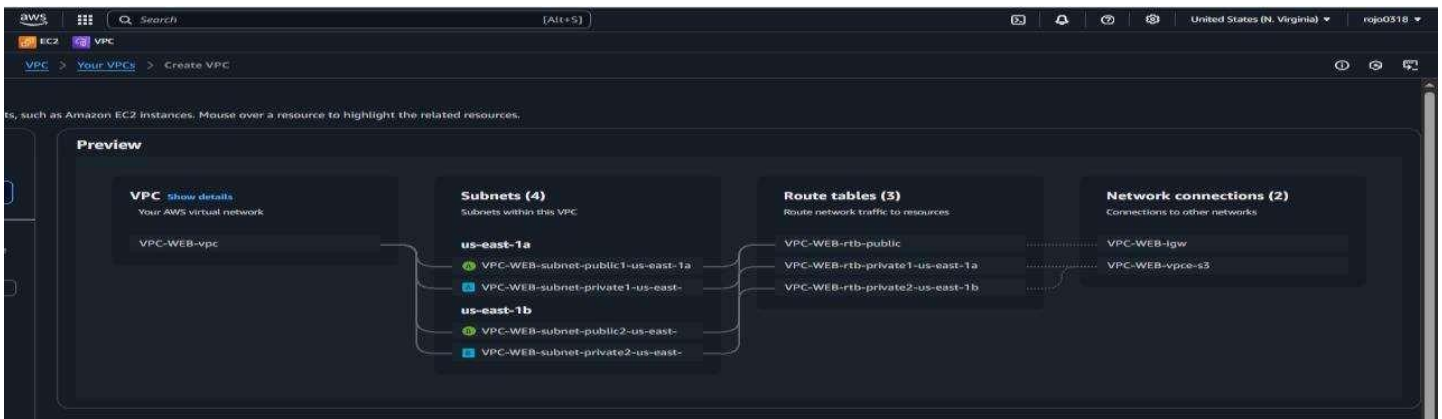 aws Search [Alt+S] United States (N. Virginia) rojo0318
EC2 VPC
VPC > Your VPCs > Create VPC
ts, such as Amazon EC2 instances. Mouse over a resource to highlight the related resources.
Preview
VPC Show details
Your AWS virtual network
VPC-WEB-vpc
Subnets (4)
Subnets within this VPC
us-east-1a
A VPC-WEB-subnet-public1-us-east-1a
A VPC-WEB-subnet-private1-us-east-
us-east-1b
B VPC-WEB-subnet-public2-us-east-
B VPC-WEB-subnet-private2-us-east-
Route tables (3)
Route network traffic to resources
VPC-WEB-rtb-public
VPC-WEB-rtb-private1-us-east-1a
VPC-WEB-rtb-private2-us-east-1b
Network connections (2)
Connections to other networks
VPC-WEB-igw
VPC-WEB-vpce-s3